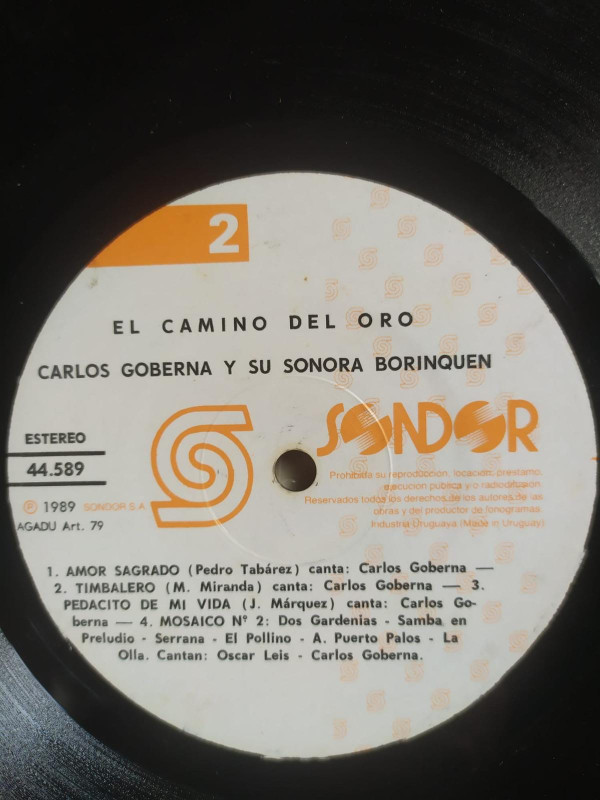 2
EL CAMINO DEL ORO
CARLOS GOBERNA Y SU SONORA BORINQUEN
ESTEREO
44.589
℗ 1989 SONDOR S.A.
AGADU Art. 79
SONDOR
Prohibida su reproducción, locación, préstamo,
ejecución pública y/o radiodifusión.
Reservados todos los derechos de los autores de las
obras y del productor de fonogramas.
Industria Uruguaya (Made in Uruguay)
1. AMOR SAGRADO (Pedro Tabárez) canta: Carlos Goberna —
2. TIMBALERO (M. Miranda) canta: Carlos Goberna — 3.
PEDACITO DE MI VIDA (J. Márquez) canta: Carlos Go-
berna — 4. MOSAICO Nº 2: Dos Gardenias - Samba en
Preludio - Serrana - El Pollino - A. Puerto Palos - La
Olla. Cantan: Oscar Leis - Carlos Goberna.